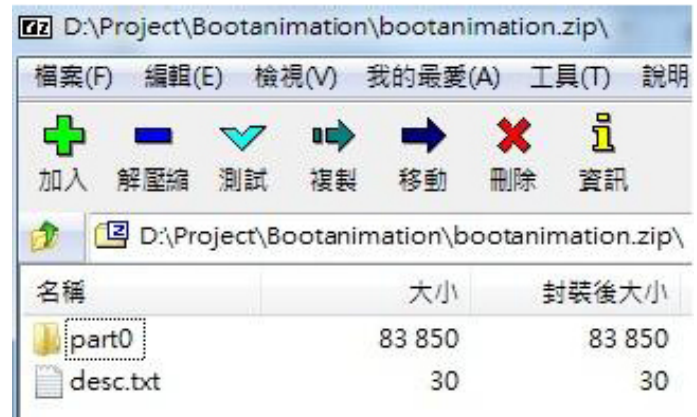 7z D:\Project\Bootanimation\bootanimation.zip\
檔案(F) 編輯(E) 檢視(V) 我的最愛(A) 工具(T) 說明
加入 解壓縮 測試 複製 移動 刪除 資訊
D:\Project\Bootanimation\bootanimation.zip\
名稱 大小 封裝後大小
part0 83 850 83 850
desc.txt 30 30